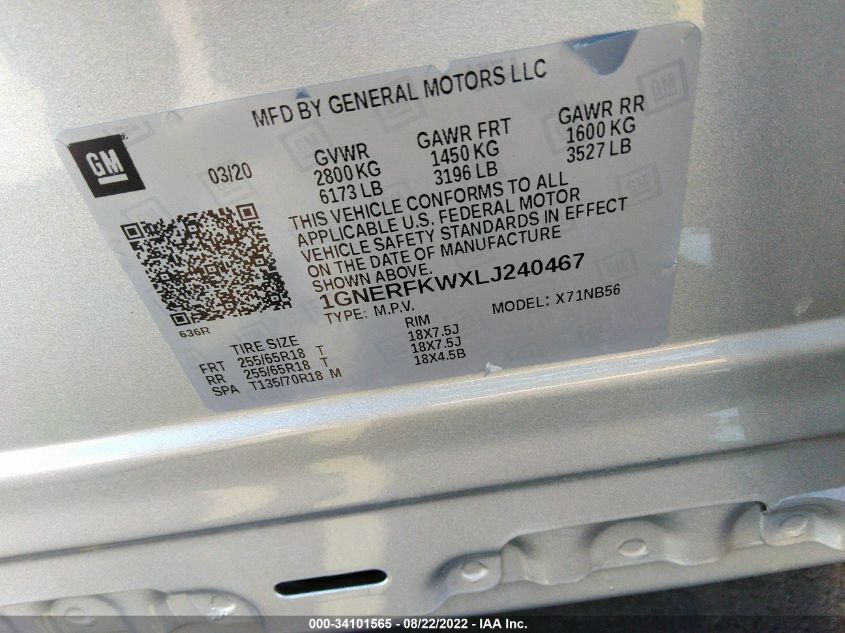 MFD BY GENERAL MOTORS LLC
GM
03/20
GVWR
2800 KG
6173 LB
GAWR FRT
1450 KG
3196 LB
GAWR RR
1600 KG
3527 LB
THIS VEHICLE CONFORMS TO ALL
APPLICABLE U.S. FEDERAL MOTOR
VEHICLE SAFETY STANDARDS IN EFFECT
ON THE DATE OF MANUFACTURE
SHOWN ABOVE.
1GNERFKWXLJ240467
TYPE: M.P.V. MODEL: X71NB56
636R
TIRE SIZE RIM
FRT 255/65R18 T 18X7.5J
RR 255/65R18 T 18X7.5J
SPA T135/70R18 M 18X4.5B
000-34101565 - 08/22/2022 - IAA Inc.